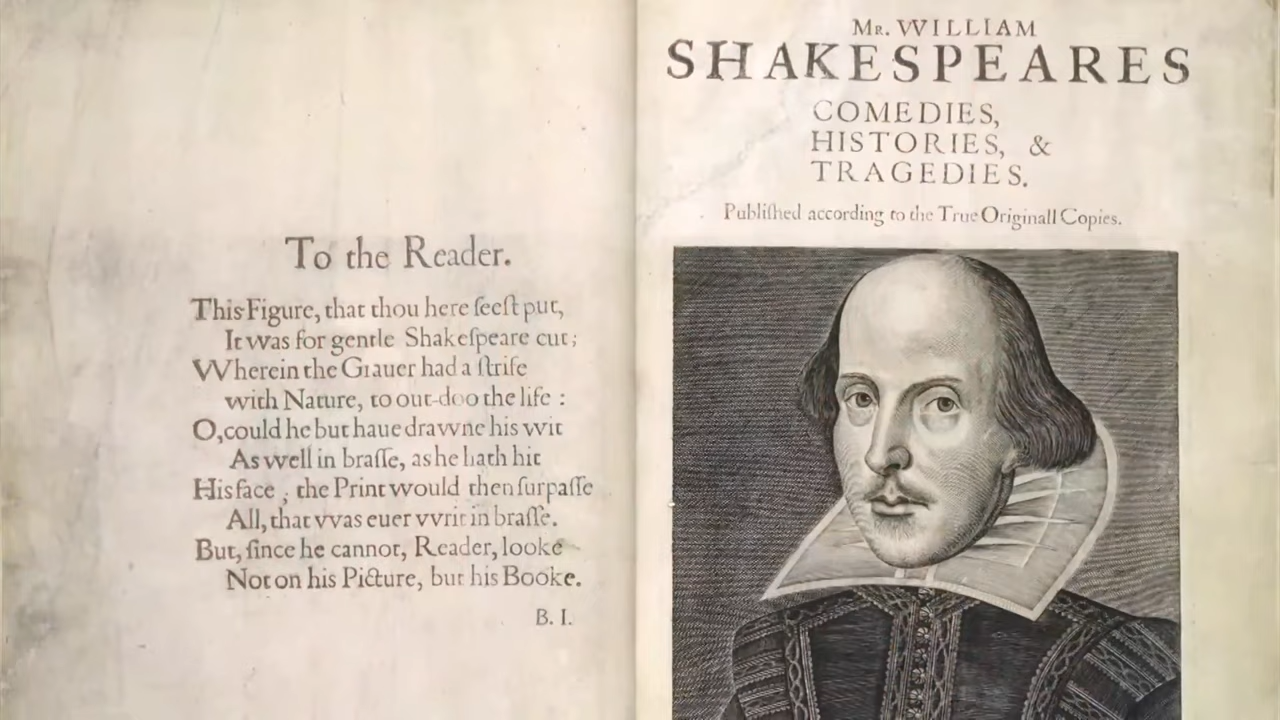 To the Reader.
This Figure, that thou here seeſt put,
It was for gentle Shakeſpeare cut;
Wherein the Grauer had a ſtrife
with Nature, to out-doo the life :
O, could he but haue drawne his wit
As well in braſſe, as he hath hit
His face ; the Print would then ſurpaſſe
All, that vvas euer vvrit in braſſe.
But, ſince he cannot, Reader, looke
Not on his Picture, but his Booke.
B. I.
Mr. WILLIAM
SHAKESPEARES
COMEDIES,
HISTORIES, &
TRAGEDIES.
Publiſhed according to the True Originall Copies.